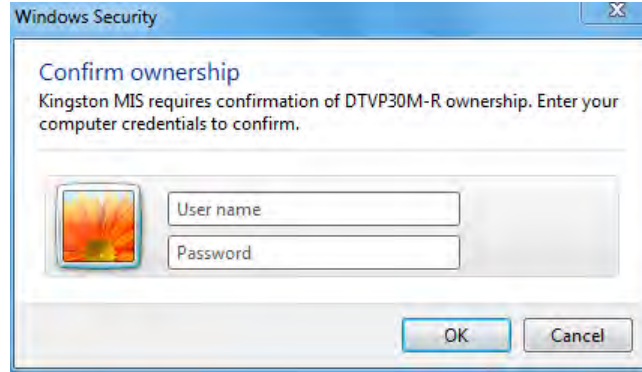 Windows Security
Confirm ownership
Kingston MIS requires confirmation of DTVP30M-R ownership. Enter your
computer credentials to confirm.
User name
Password
OK
Cancel